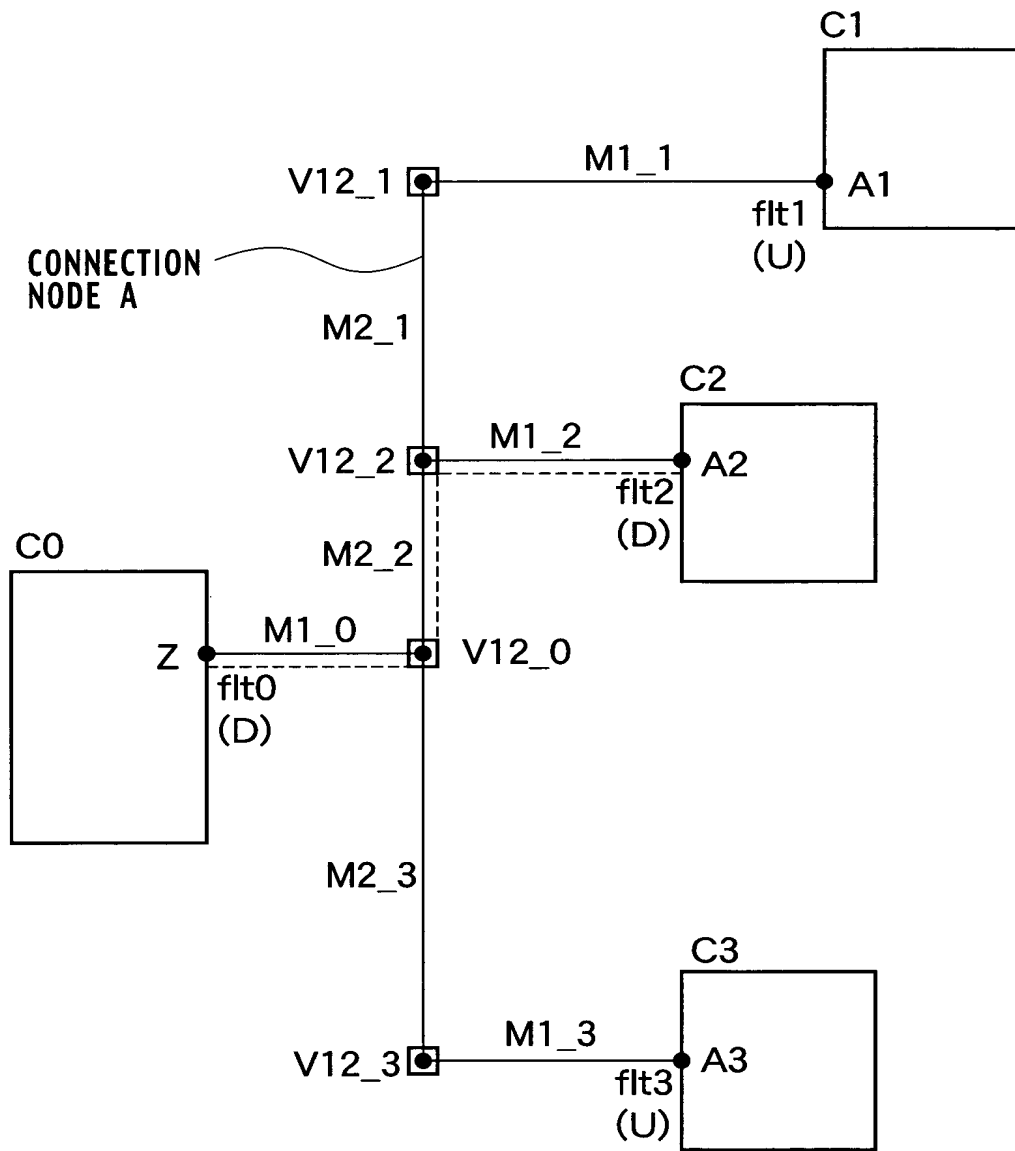 C1
M1_1
V12_1
A1
flt1
(U)
CONNECTION
NODE A
M2_1
C2
M1_2
V12_2
A2
flt2
(D)
C0
M2_2
M1_0
Z
V12_0
flt0
(D)
M2_3
C3
M1_3
V12_3
A3
flt3
(U)